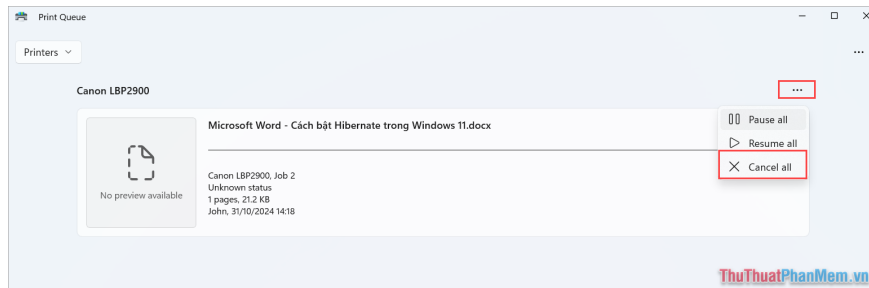 Print Queue
Printers
Canon LBP2900
Microsoft Word - Cách bật Hibernate trong Windows 11.docx
Pause all
Resume all
Cancel all
No preview available
Canon LBP2900, Job 2
Unknown status
1 pages, 21.2 KB
John, 31/10/2024 14:18
ThuThuatPhanMem.vn